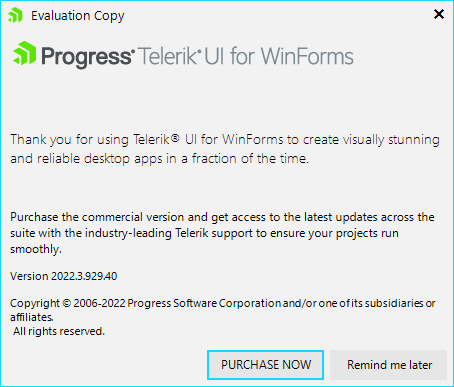 Evaluation Copy
Progress® Telerik® UI for WinForms
Thank you for using Telerik® UI for WinForms to create visually stunning
and reliable desktop apps in a fraction of the time.
Purchase the commercial version and get access to the latest updates across the
suite with the industry-leading Telerik support to ensure your projects run
smoothly.
Version 2022.3.929.40
Copyright © 2006-2022 Progress Software Corporation and/or one of its subsidiaries or
affiliates.
All rights reserved.
PURCHASE NOW
Remind me later